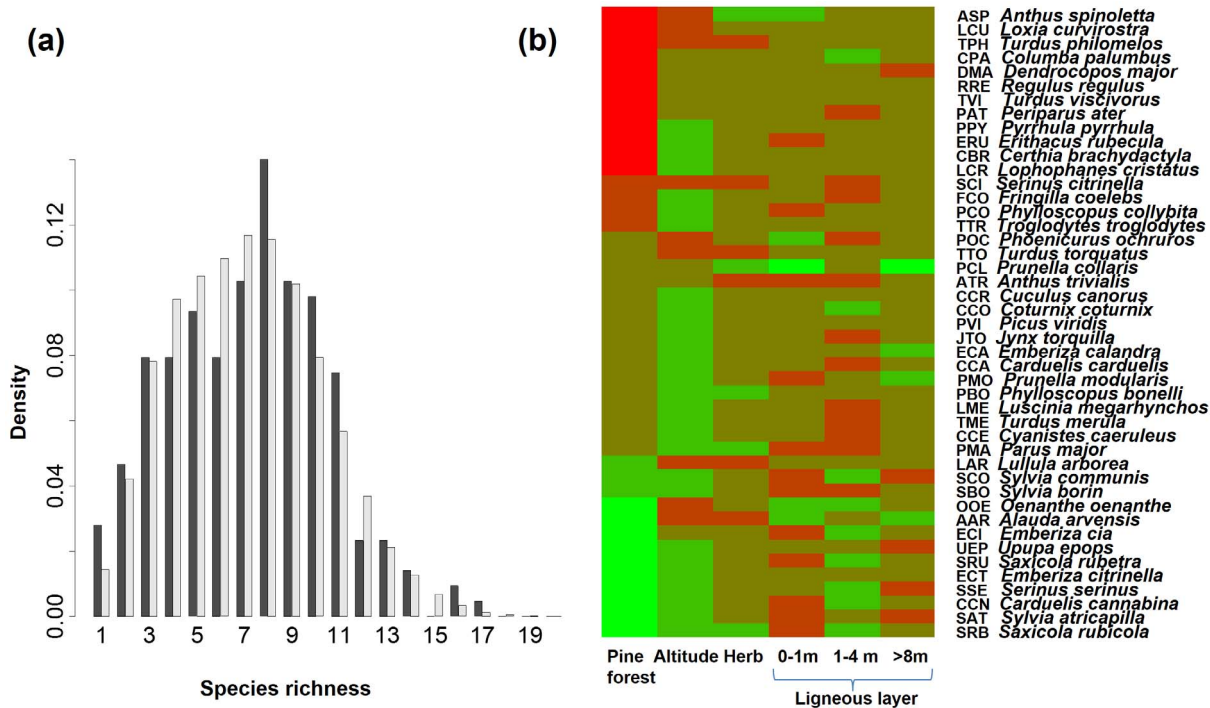 (a)
Density
0.00 0.04 0.08 0.12
1 3 5 7 9 11 13 15 17 19
Species richness
(b)
ASP Anthus spinoletta
LCU Loxia curvirostra
TPH Turdus philomelos
CPA Columba palumbus
DMA Dendrocopos major
RRE Regulus regulus
TVI Turdus viscivorus
PAT Periparus ater
PPY Pyrrhula pyrrhula
ERU Erithacus rubecula
CBR Certhia brachydactyla
LCR Lophophanes cristatus
SCI Serinus citrinella
FCO Fringilla coelebs
PCO Phylloscopus collybita
TTR Troglodytes troglodytes
POC Phoenicurus ochruros
TTO Turdus torquatus
PCL Prunella collaris
ATR Anthus trivialis
CCR Cuculus canorus
CCO Coturnix coturnix
PVI Picus viridis
JTO Jynx torquilla
ECA Emberiza calandra
CCA Carduelis carduelis
PMO Prunella modularis
PBO Phylloscopus bonelli
LME Luscinia megarhynchos
TME Turdus merula
CCE Cyanistes caeruleus
PMA Parus major
LAR Lullula arborea
SCO Sylvia communis
SBO Sylvia borin
OOE Oenanthe oenanthe
AAR Alauda arvensis
ECI Emberiza cia
UEP Upupa epops
SRU Saxicola rubetra
ECT Emberiza citrinella
SSE Serinus serinus
CCN Carduelis cannabina
SAT Sylvia atricapilla
SRB Saxicola rubicola
Pine Altitude Herb 0-1m 1-4 m >8m
forest
Ligneous layer